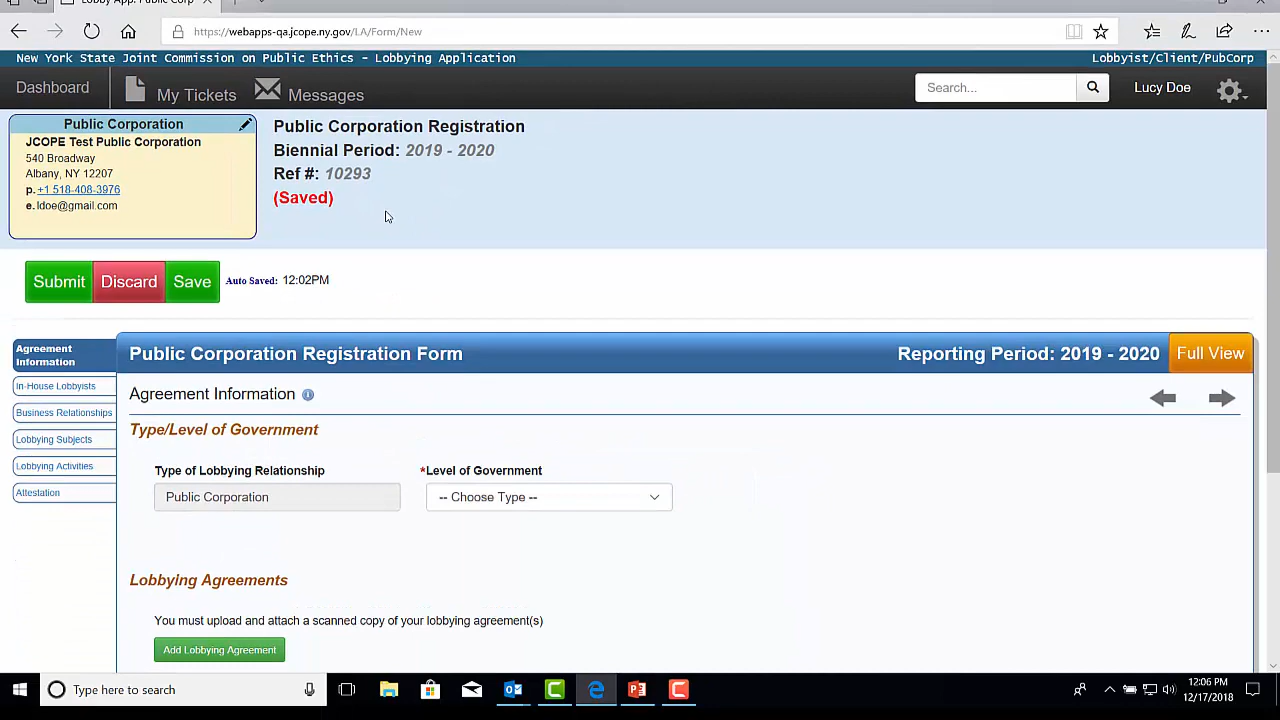 Lobby App: Public Corp
https://webapps-qa.jcope.ny.gov/LA/Form/New
New York State Joint Commission on Public Ethics - Lobbying Application
Lobbyist/Client/PubCorp
Dashboard
My Tickets
Messages
Search...
Lucy Doe
Public Corporation
JCOPE Test Public Corporation
540 Broadway
Albany, NY 12207
p. +1 518-408-3976
e. ldoe@gmail.com
Public Corporation Registration
Biennial Period: 2019 - 2020
Ref #: 10293
(Saved)
Submit
Discard
Save
Auto Saved: 12:02PM
Agreement
Information
In-House Lobbyists
Business Relationships
Lobbying Subjects
Lobbying Activities
Attestation
Public Corporation Registration Form
Reporting Period: 2019 - 2020
Full View
Agreement Information
Type/Level of Government
Type of Lobbying Relationship
*Level of Government
Public Corporation
-- Choose Type --
Lobbying Agreements
You must upload and attach a scanned copy of your lobbying agreement(s)
Add Lobbying Agreement
Type here to search
12:06 PM
12/17/2018